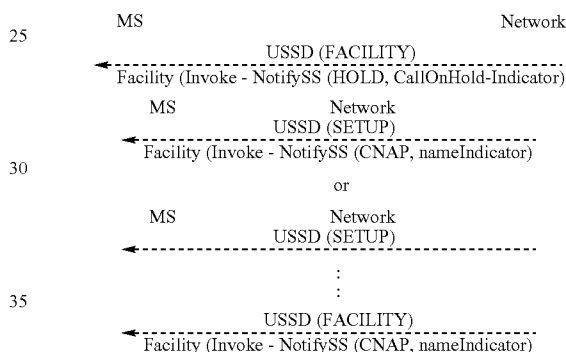 MS Network
25
USSD (FACILITY)
Facility (Invoke - NotifySS (HOLD, CallOnHold-Indicator)
MS Network
USSD (SETUP)
Facility (Invoke - NotifySS (CNAP, nameIndicator)
30
or
MS Network
USSD (SETUP)
:
:
35
USSD (FACILITY)
Facility (Invoke - NotifySS (CNAP, nameIndicator)